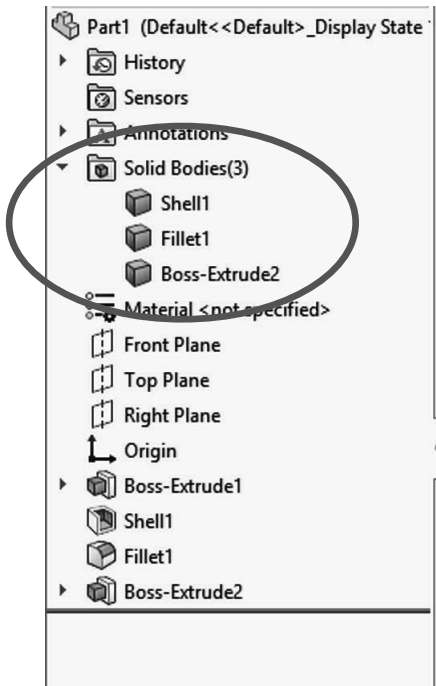 Part1 (Default<<Default>_Display State
History
Sensors
Annotations
Solid Bodies(3)
Shell1
Fillet1
Boss-Extrude2
Material <not specified>
Front Plane
Top Plane
Right Plane
Origin
Boss-Extrude1
Shell1
Fillet1
Boss-Extrude2